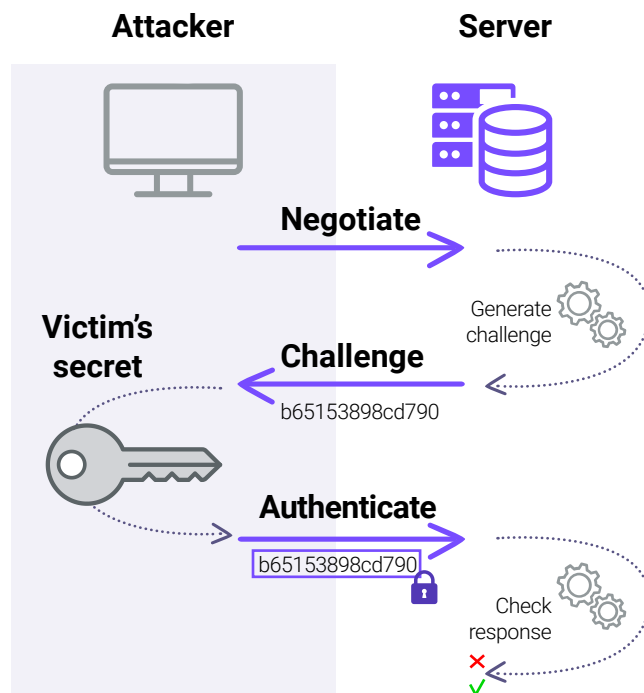 Attacker
Server
Negotiate
Generate
challenge
Victim’s
secret
Challenge
b65153898cd790
Authenticate
b65153898cd790
Check
response